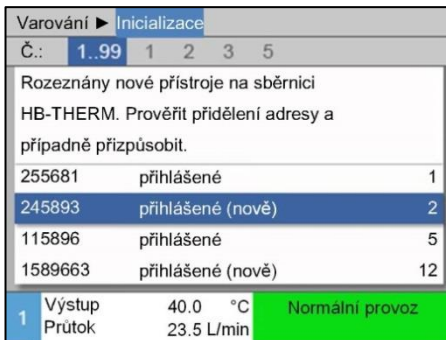 Varování ▶ Inicializace
Č.: 1..99 1 2 3 5
Rozeznány nové přístroje na sběrnici
HB-THERM. Prověřit přidělení adresy a
případně přizpůsobit.
255681 přihlášené 1
245893 přihlášené (nově) 2
115896 přihlášené 5
1589663 přihlášené (nově) 12
1 Výstup 40.0 °C Normální provoz
Průtok 23.5 L/min